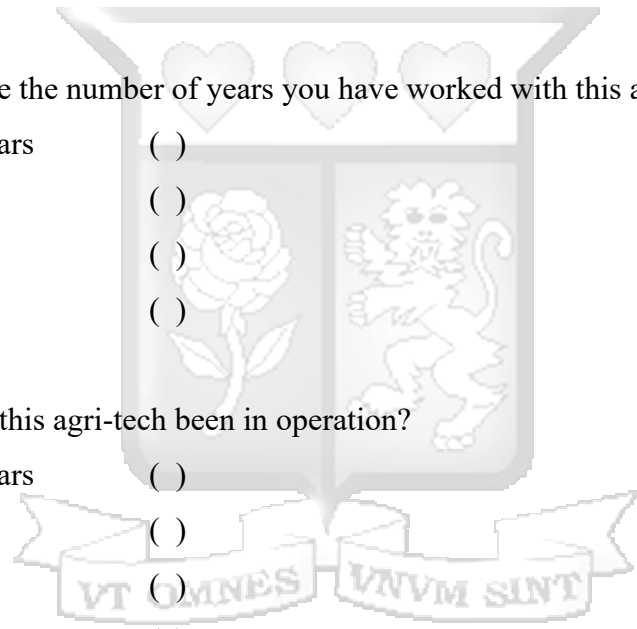 e the number of years you have worked with this a
ars ( )
( )
( )
( )
this agri-tech been in operation?
ars ( )
( )
( )
VT OMNES VNVM SINT